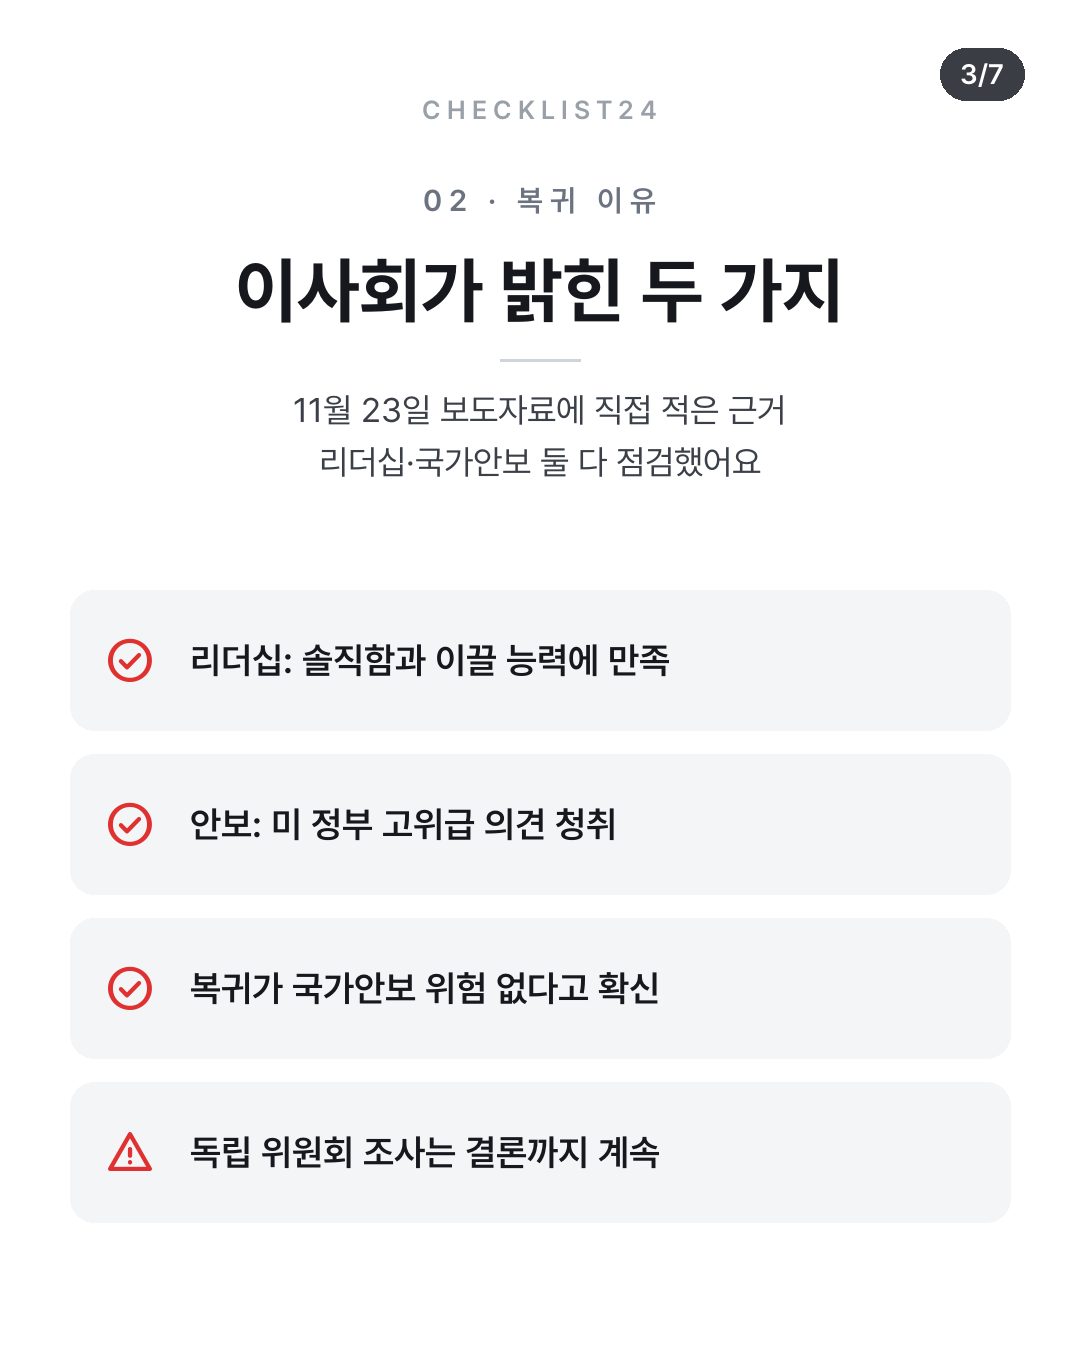 3/7
CHECKLIST24
02 · 복귀 이유
이사회가 밝힌 두 가지
11월 23일 보도자료에 직접 적은 근거
리더십·국가안보 둘 다 점검했어요
리더십: 솔직함과 이끌 능력에 만족
안보: 미 정부 고위급 의견 청취
복귀가 국가안보 위험 없다고 확신
독립 위원회 조사는 결론까지 계속